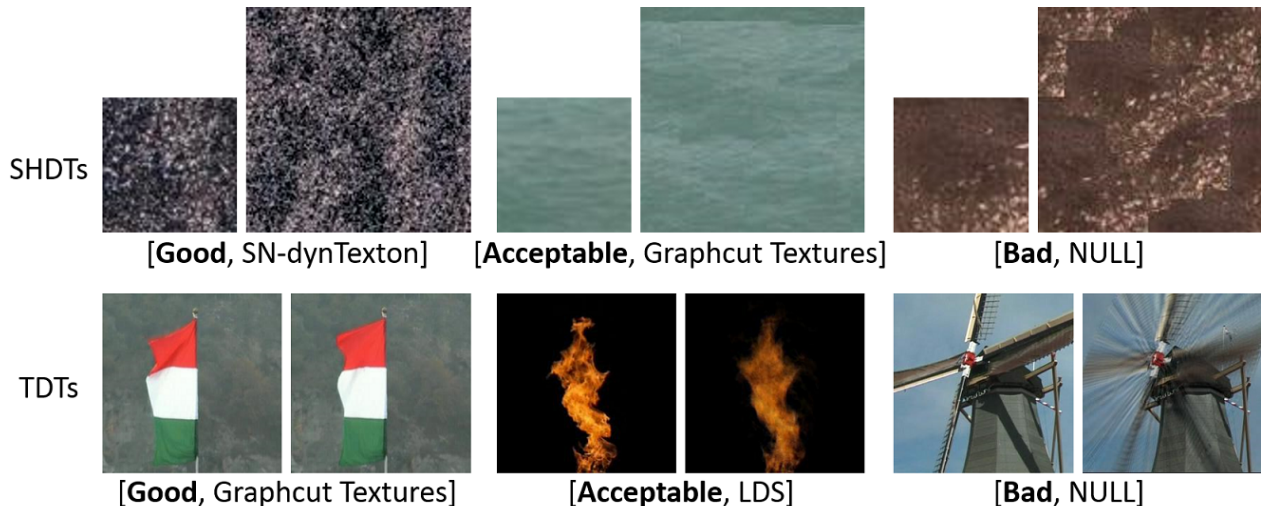 SHDTs
[Good, SN-dynTexton]
[Acceptable, Graphcut Textures]
[Bad, NULL]
TDTs
[Good, Graphcut Textures]
[Acceptable, LDS]
[Bad, NULL]